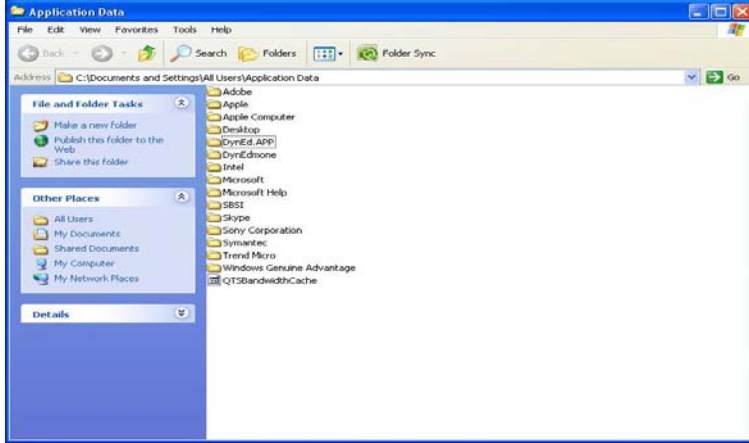 Application Data
File Edit View Favorites Tools Help
Back Search Folders Folder Sync
Address C:\Documents and Settings\All Users\Application Data Go
File and Folder Tasks
Make a new folder
Publish this folder to the
Web
Share this folder
Other Places
All Users
My Documents
Shared Documents
My Computer
My Network Places
Details
Adobe
Apple
Apple Computer
Desktop
DynEd.APP
DynEdmone
Intel
Microsoft
Microsoft Help
SBSI
Skype
Sony Corporation
Symantec
Trend Micro
Windows Genuine Advantage
QTSBandwidthCache